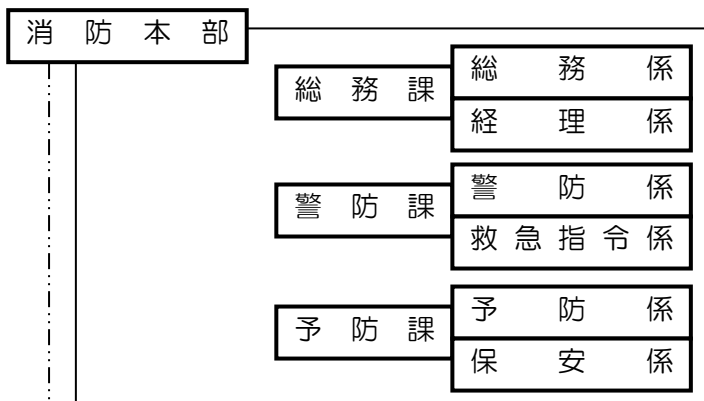 消防本部
総務課
総務係
経理係
警防課
警防係
救急指令係
予防課
予防係
保安係